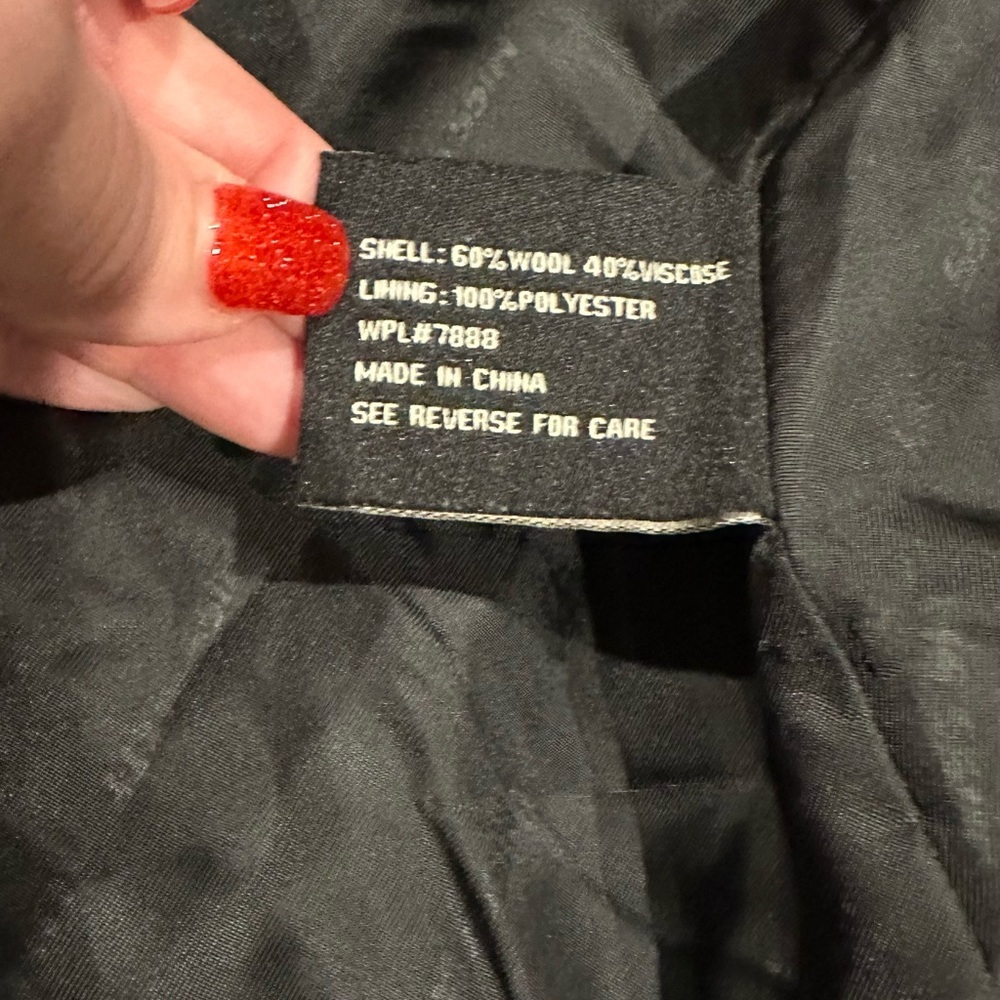 SHELL: 60%WOOL 40%VISCOSE
LINING: 100%POLYESTER
WPL#7888
MADE IN CHINA
SEE REVERSE FOR CARE